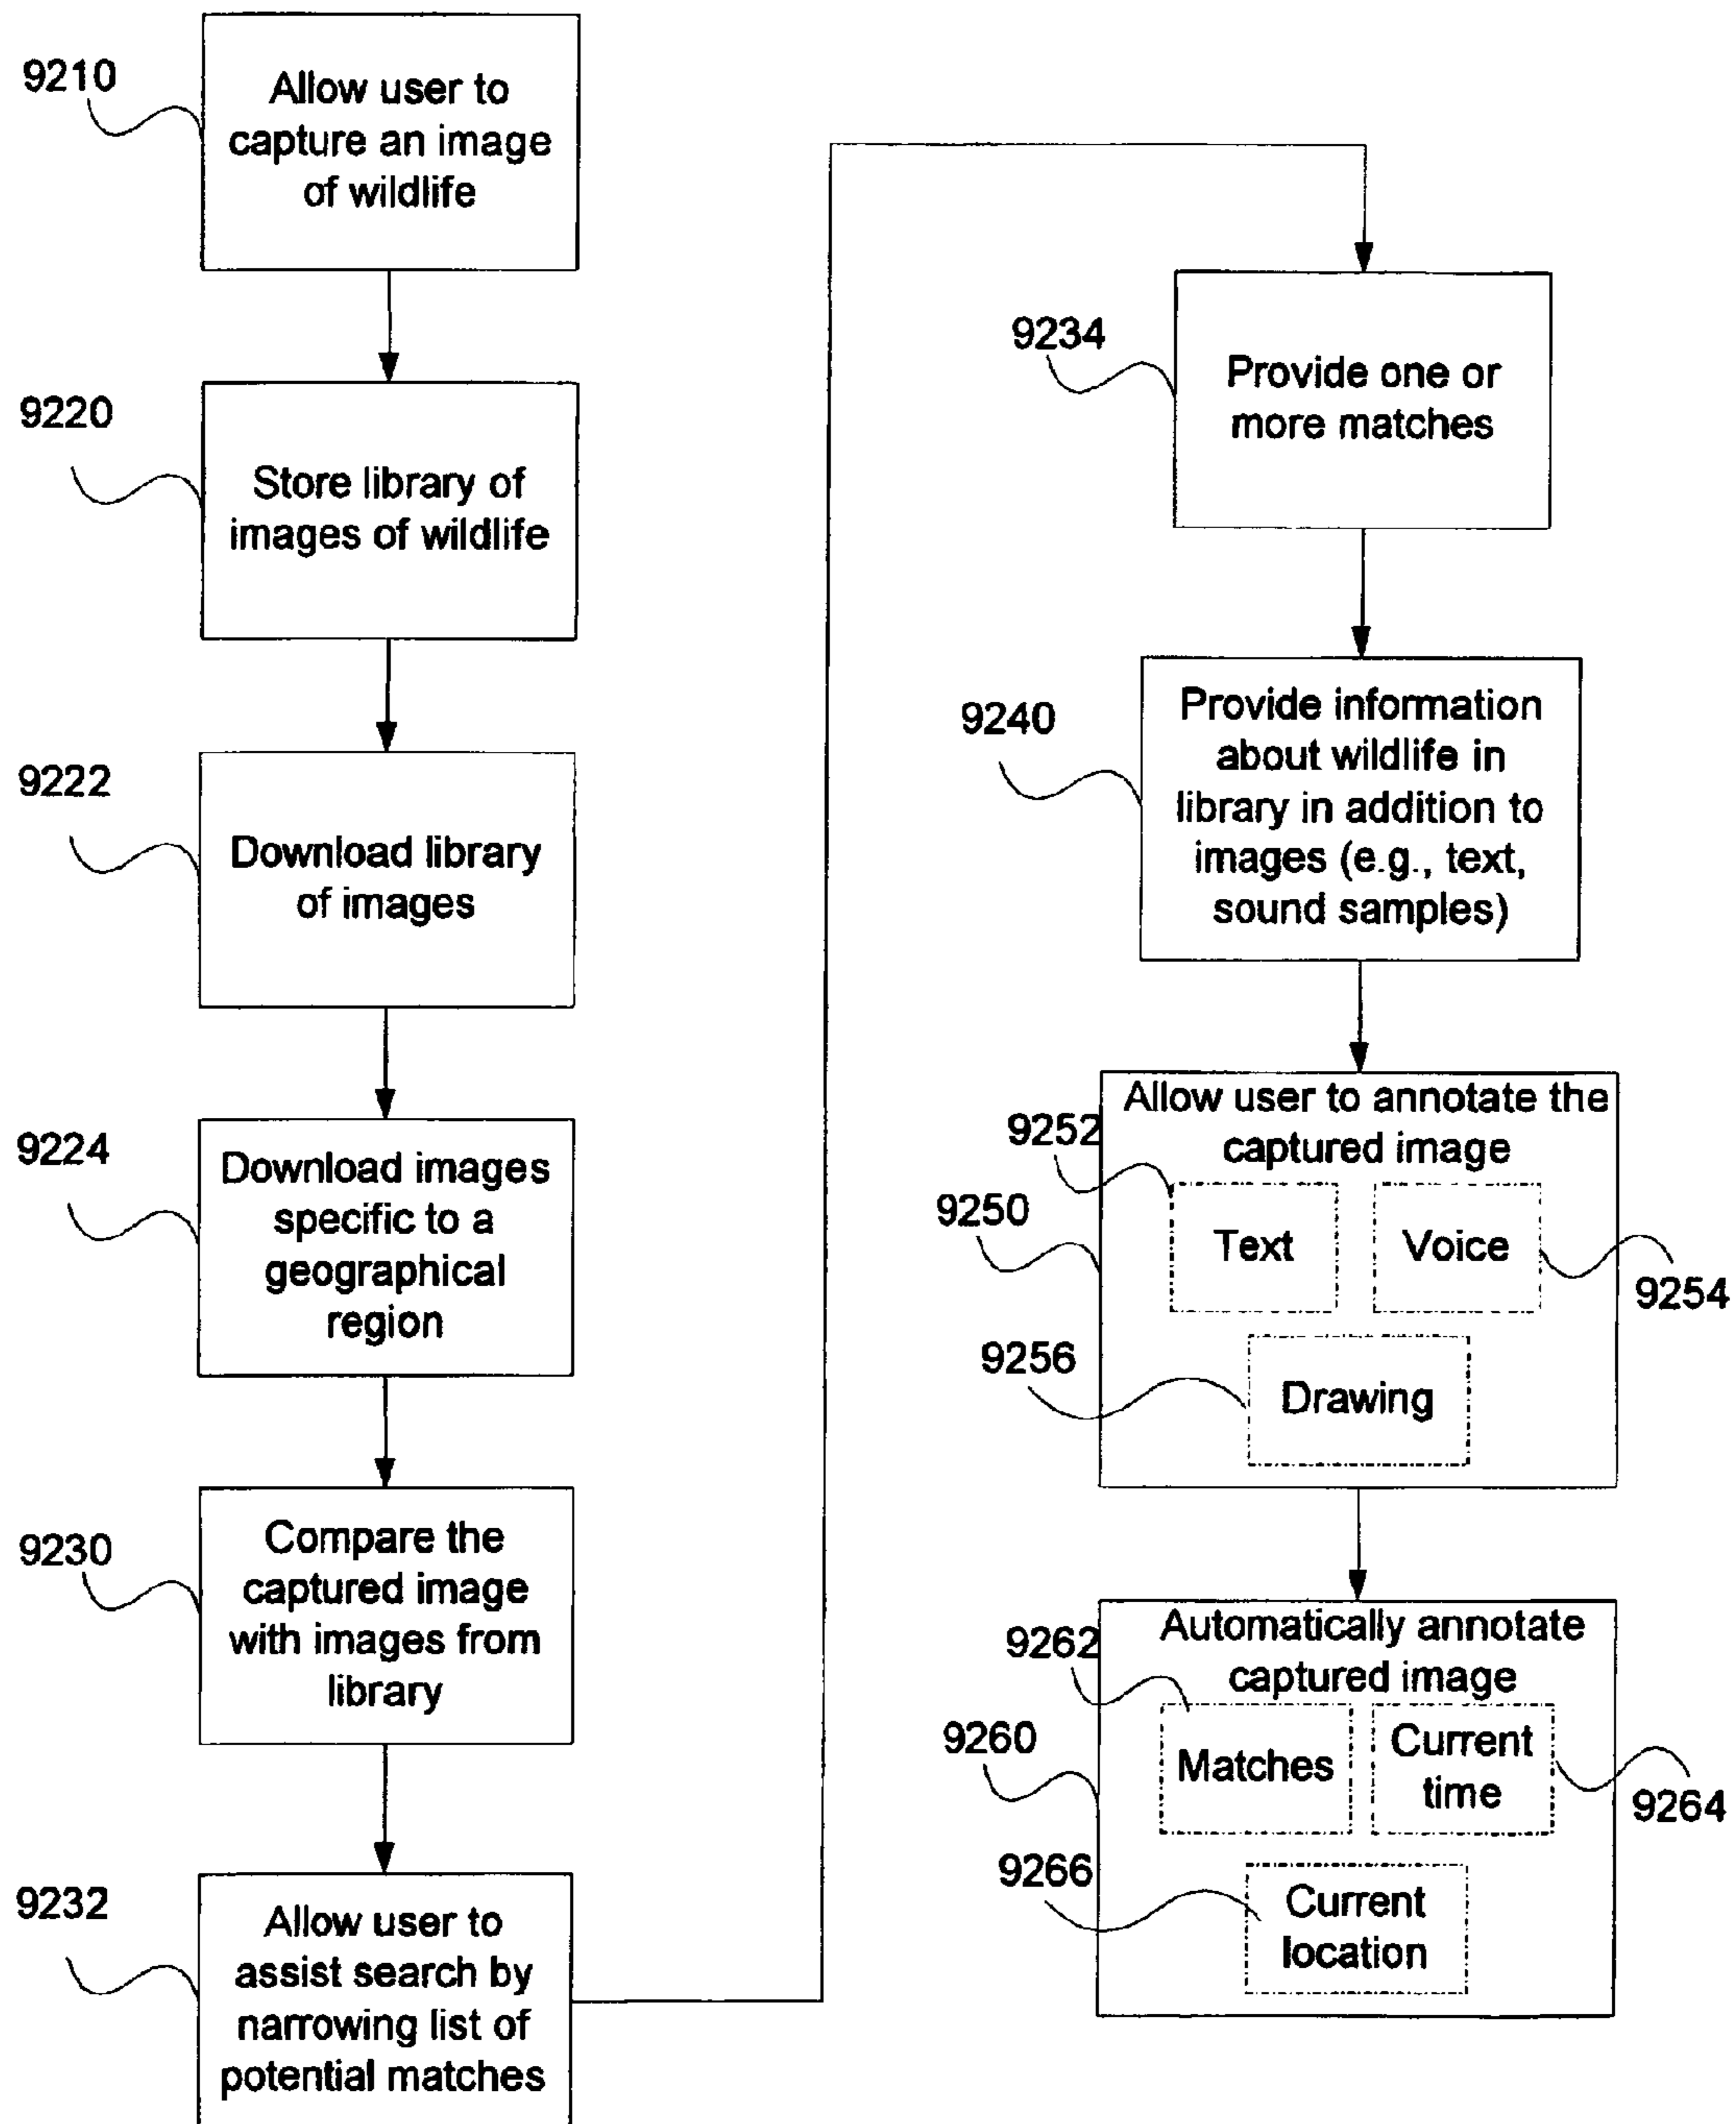 9210
Allow user to
capture an image
of wildlife
9220
Store library of
images of wildlife
9222
Download library
of images
9224
Download images
specific to a
geographical
region
9230
Compare the
captured image
with images from
library
9232
Allow user to
assist search by
narrowing list of
potential matches
9234
Provide one or
more matches
9240
Provide information
about wildlife in
library in addition to
images (e.g., text,
sound samples)
9250
Allow user to annotate the
captured image
9252
Text
Voice
9254
9256
Drawing
9260
Automatically annotate
captured image
9262
Matches
Current
time
9264
9266
Current
location